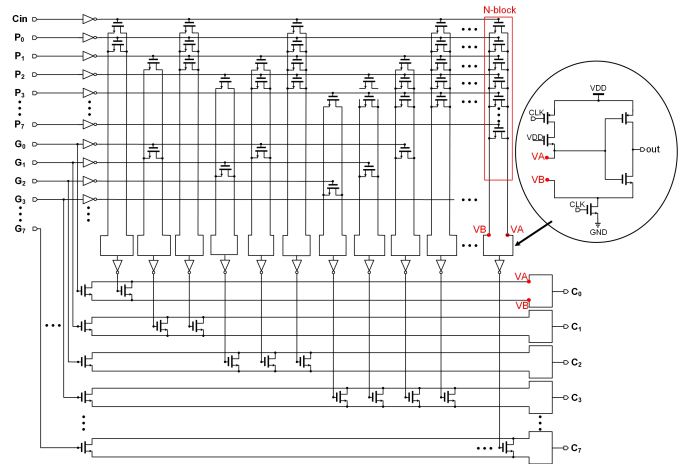 N-block
Cin
P0
P1
P2
P3
P7
G0
G1
G2
G3
G7
VDD
CLK
VDD
VA
out
VB
CLK
GND
VB VA
VA
VB
C0
C1
C2
C3
C7